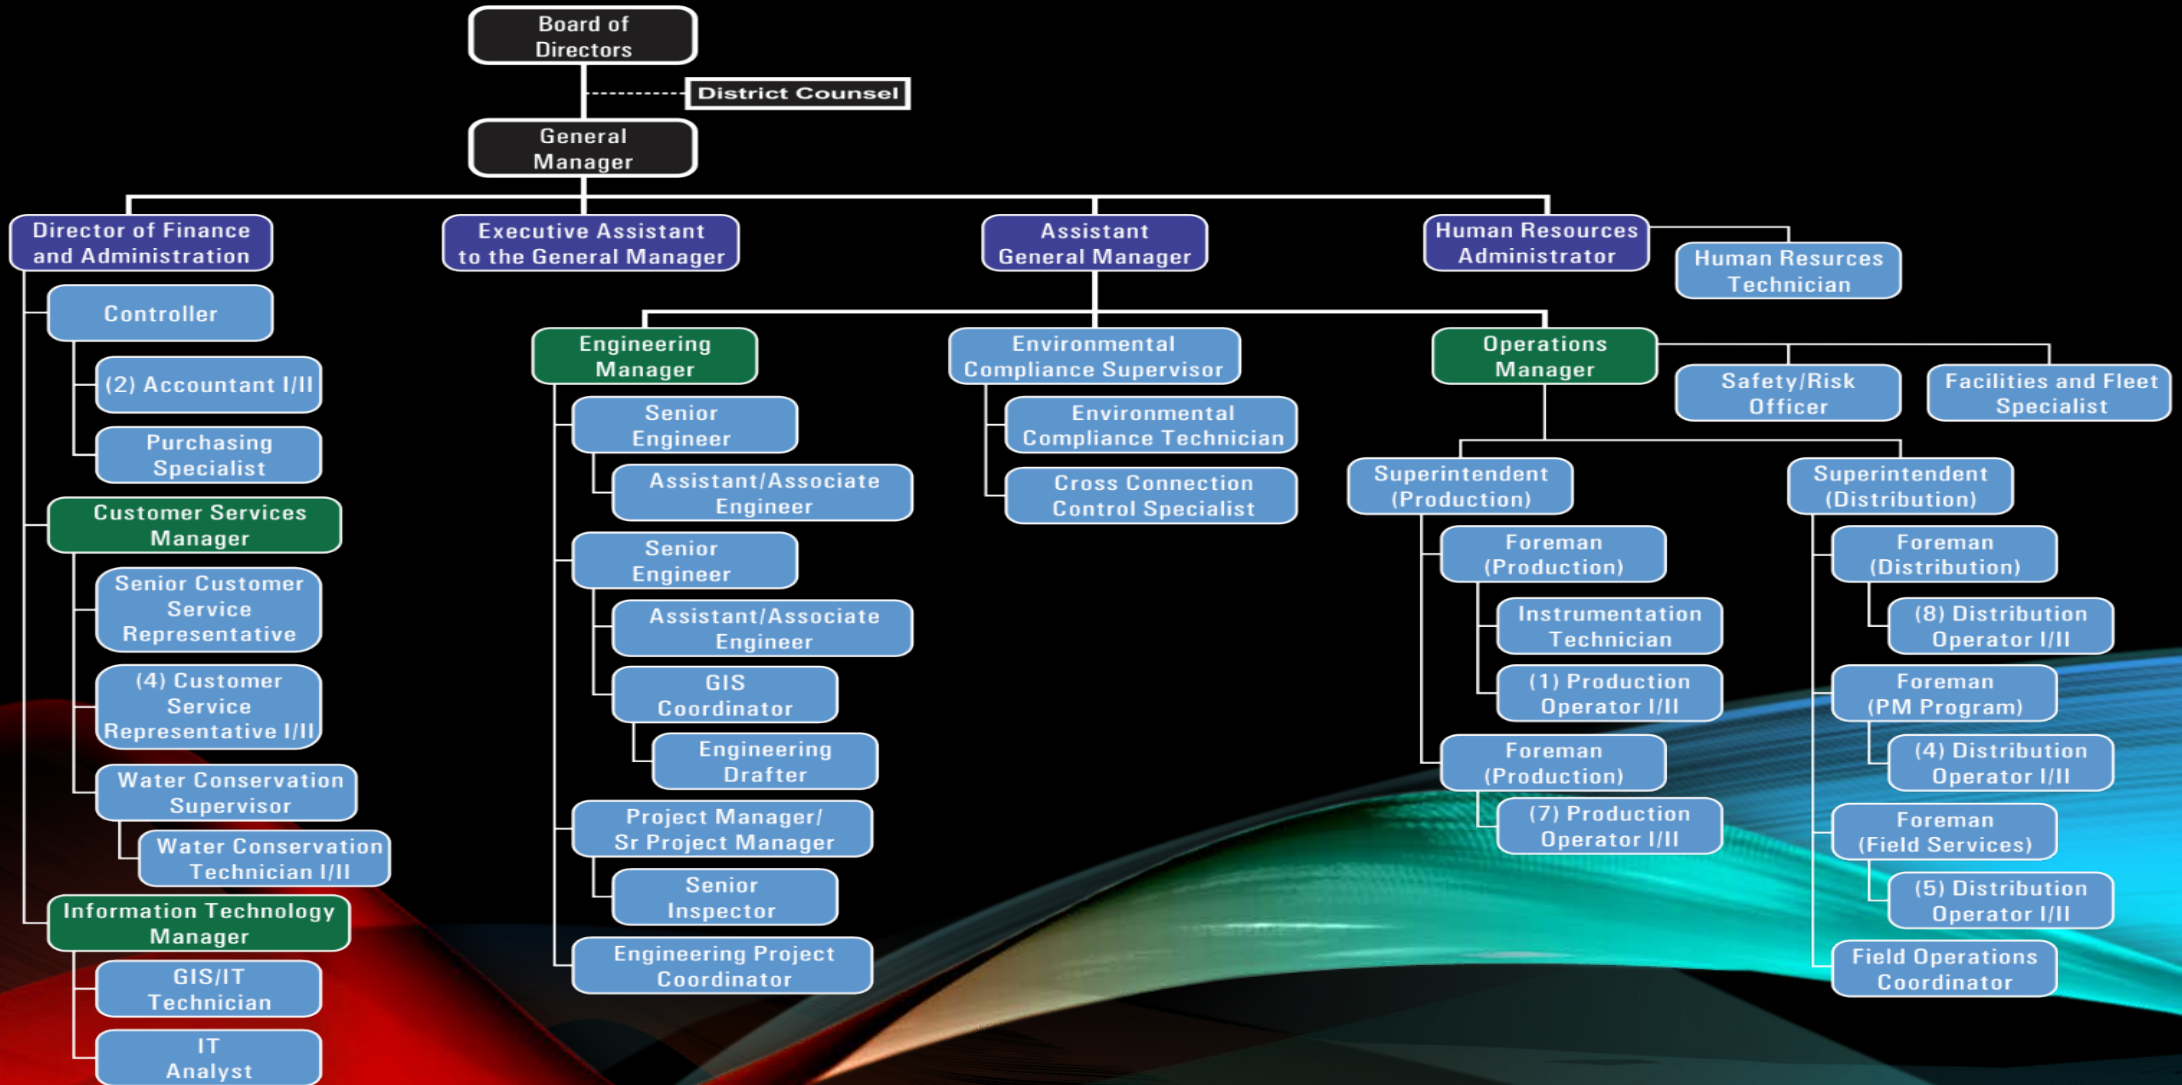 Board of
Directors
District Counsel
General
Manager
Director of Finance
and Administration
Executive Assistant
to the General Manager
Assistant
General Manager
Human Resources
Administrator
Human Resurces
Technician
Controller
(2) Accountant I/II
Purchasing
Specialist
Customer Services
Manager
Senior Customer
Service
Representative
(4) Customer
Service
Representative I/II
Water Conservation
Supervisor
Water Conservation
Technician I/II
Information Technology
Manager
GIS/IT
Technician
IT
Analyst
Engineering
Manager
Senior
Engineer
Assistant/Associate
Engineer
Senior
Engineer
Assistant/Associate
Engineer
GIS
Coordinator
Engineering
Drafter
Project Manager/
Sr Project Manager
Senior
Inspector
Engineering Project
Coordinator
Environmental
Compliance Supervisor
Environmental
Compliance Technician
Cross Connection
Control Specialist
Operations
Manager
Safety/Risk
Officer
Facilities and Fleet
Specialist
Superintendent
(Production)
Foreman
(Production)
Instrumentation
Technician
(1) Production
Operator I/II
Foreman
(Production)
(7) Production
Operator I/II
Superintendent
(Distribution)
Foreman
(Distribution)
(8) Distribution
Operator I/II
Foreman
(PM Program)
(4) Distribution
Operator I/II
Foreman
(Field Services)
(5) Distribution
Operator I/II
Field Operations
Coordinator